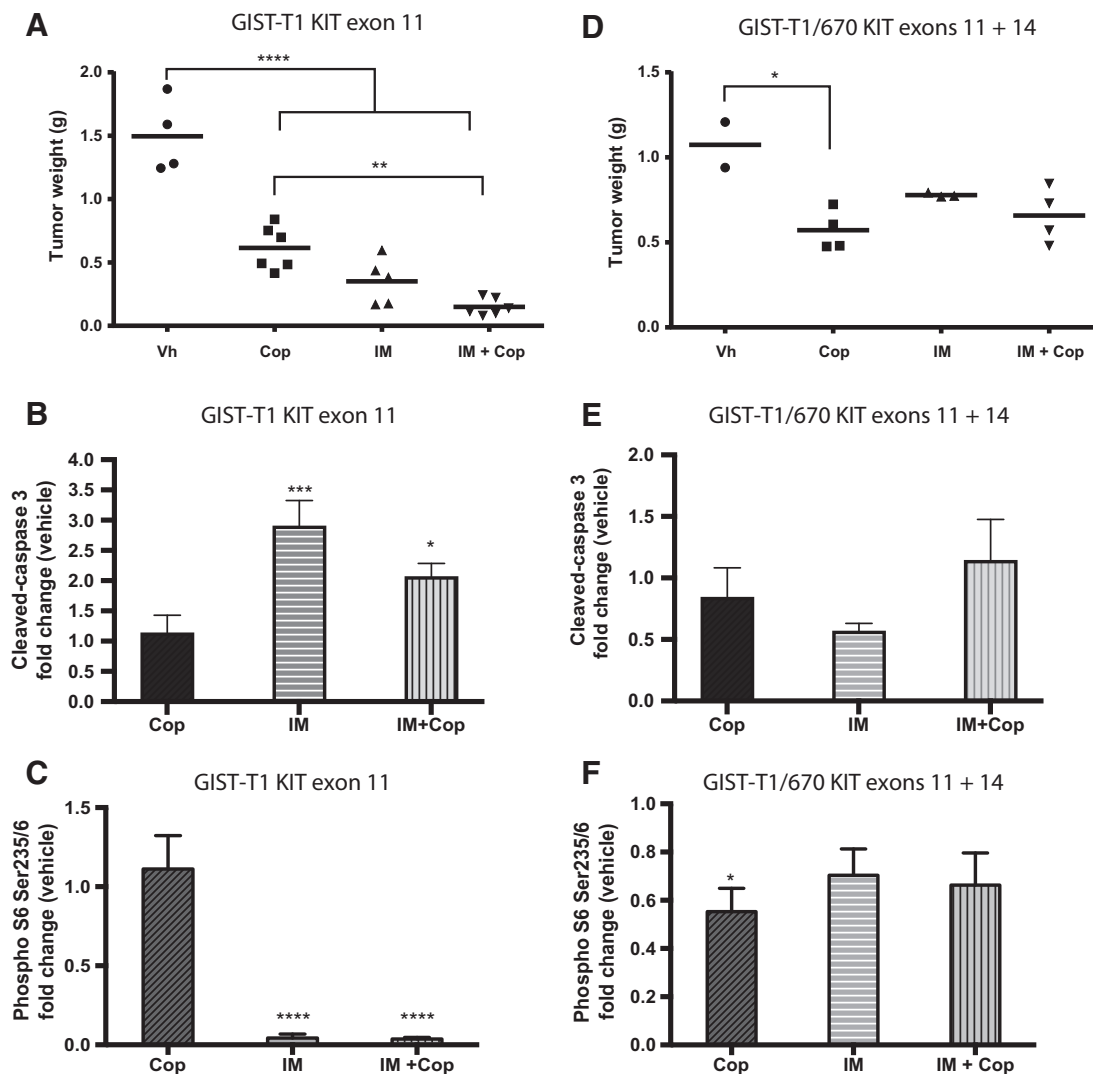 A
GIST-T1 KIT exon 11
Tumor weight (g)
2.0
1.5
1.0
0.5
0.0
****
**
Vh Cop IM IM + Cop
D
GIST-T1/670 KIT exons 11 + 14
Tumor weight (g)
1.5
1.0
0.5
0.0
*
Vh Cop IM IM + Cop
B
GIST-T1 KIT exon 11
Cleaved-caspase 3
fold change (vehicle)
4.0
3.5
3.0
2.5
2.0
1.5
1.0
0.5
0.0
***
*
Cop IM IM+Cop
E
GIST-T1/670 KIT exons 11 + 14
Cleaved-caspase 3
fold change (vehicle)
2.0
1.5
1.0
0.5
0.0
Cop IM IM+Cop
C
GIST-T1 KIT exon 11
Phospho S6 Ser235/6
fold change (vehicle)
1.5
1.0
0.5
0.0
**** ****
Cop IM IM +Cop
F
GIST-T1/670 KIT exons 11 + 14
Phospho S6 Ser235/6
fold change (vehicle)
1.0
0.8
0.6
0.4
0.2
0.0
*
Cop IM IM + Cop